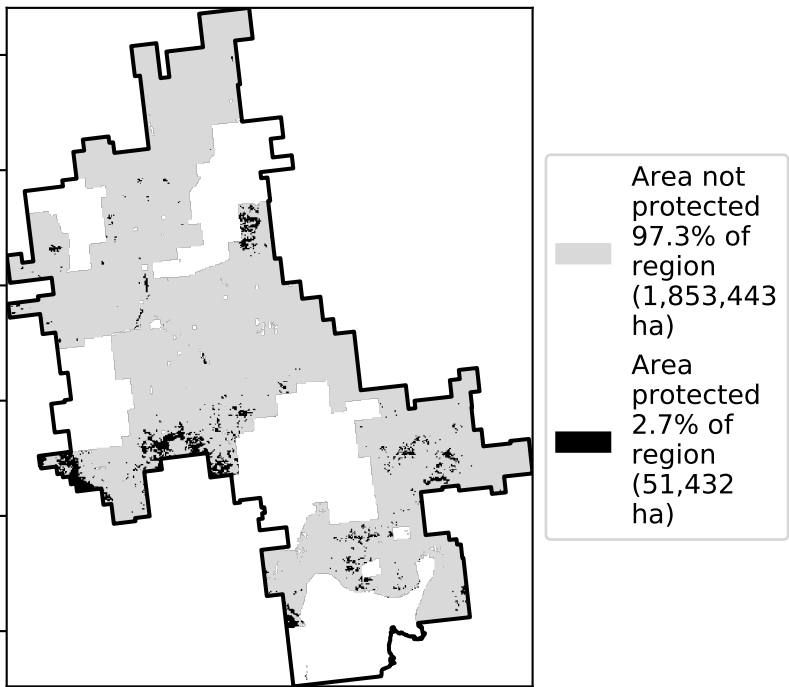 Area not
protected
97.3% of
region
(1,853,443
ha)
Area
protected
2.7% of
region
(51,432
ha)